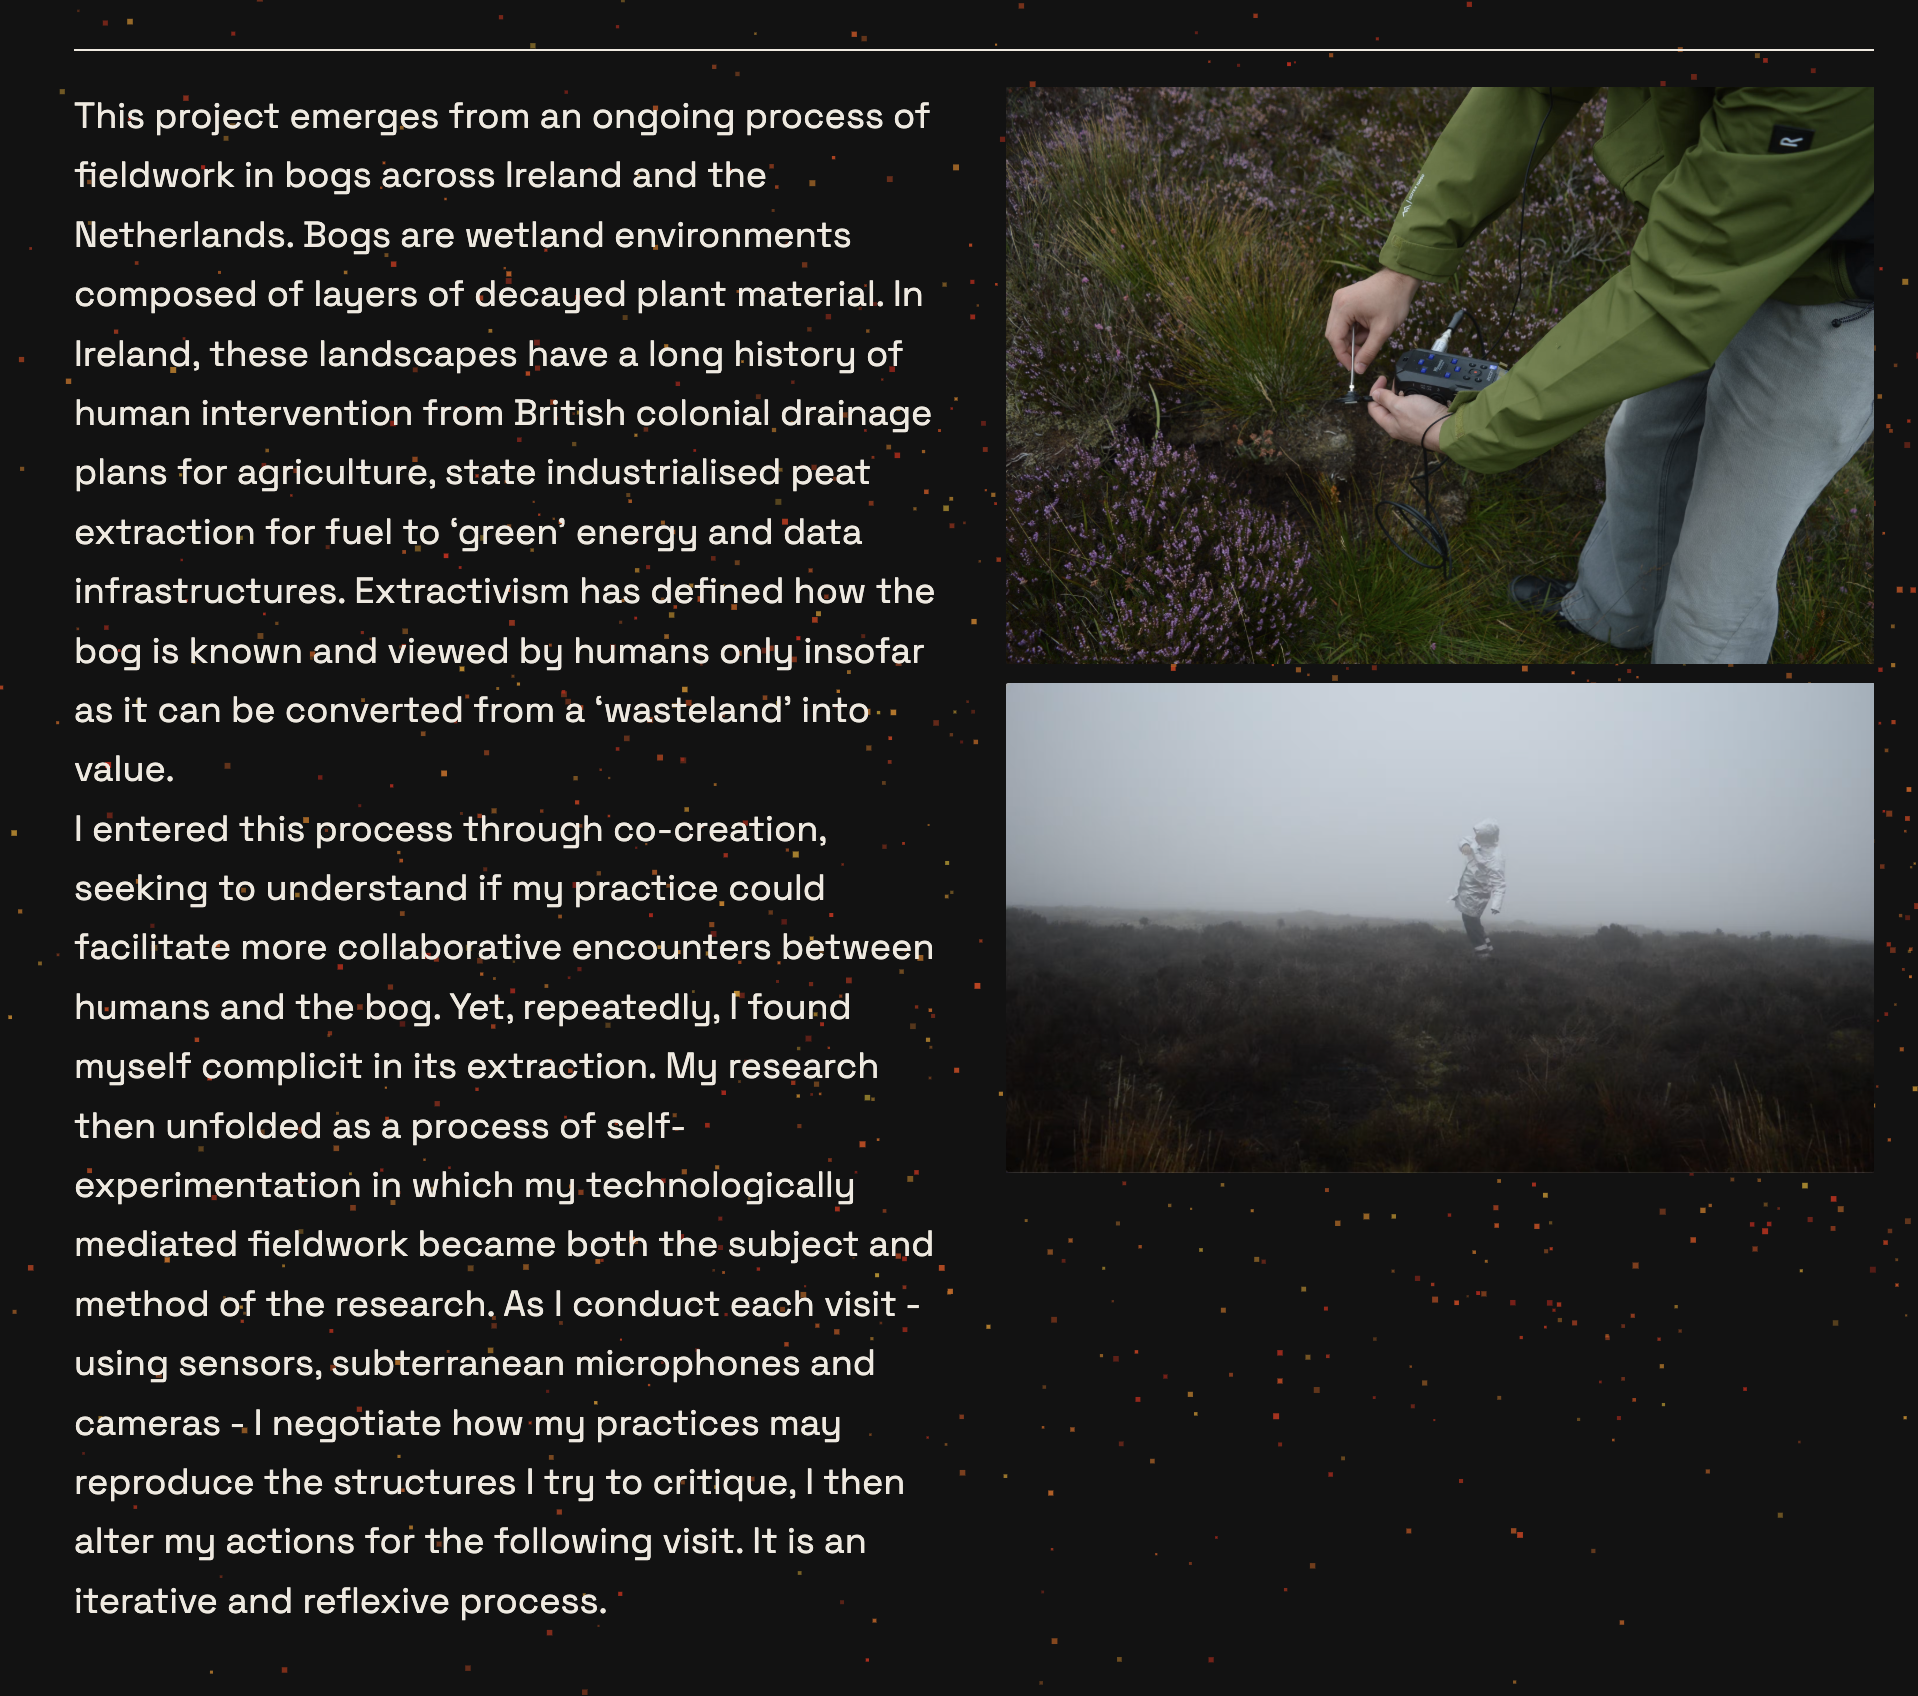 This project emerges from an ongoing process of
fieldwork in bogs across Ireland and the
Netherlands. Bogs are wetland environments
composed of layers of decayed plant material. In
Ireland, these landscapes have a long history of
human intervention from British colonial drainage
plans for agriculture, state industrialised peat
extraction for fuel to ‘green’ energy and data
infrastructures. Extractivism has defined how the
bog is known and viewed by humans only insofar
as it can be converted from a ‘wasteland’ into
value.
I entered this process through co-creation,
seeking to understand if my practice could
facilitate more collaborative encounters between
humans and the bog. Yet, repeatedly, I found
myself complicit in its extraction. My research
then unfolded as a process of self-
experimentation in which my technologically
mediated fieldwork became both the subject and
method of the research. As I conduct each visit -
using sensors, subterranean microphones and
cameras - I negotiate how my practices may
reproduce the structures I try to critique, I then
alter my actions for the following visit. It is an
iterative and reflexive process.
R